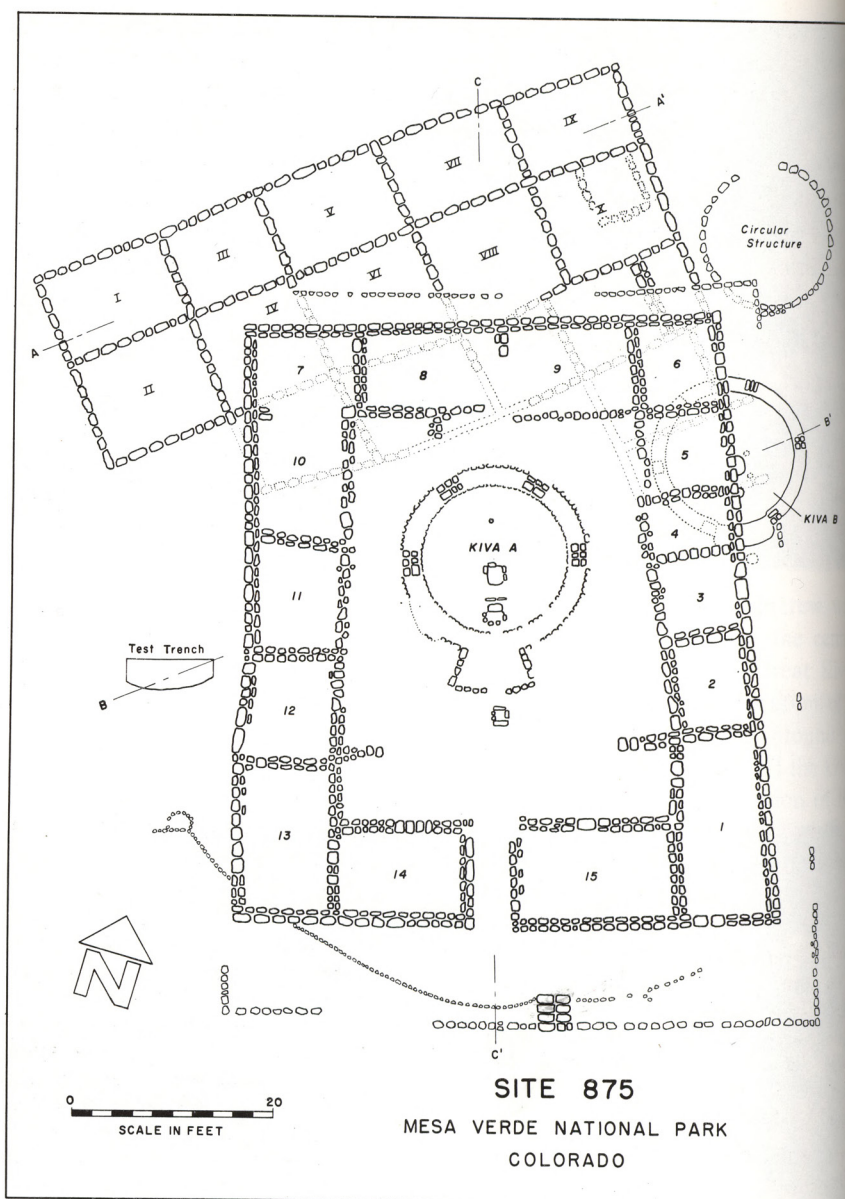 C
A'
IX
VII
V
X
III
Circular
Structure
I
VIII
VI
IV
A
II
7
8
9
6
B'
5
10
KIVA B
4
KIVA A
11
3
Test Trench
2
B
12
13
1
14
15
N
C'
SITE 875
0 20
SCALE IN FEET
MESA VERDE NATIONAL PARK
COLORADO